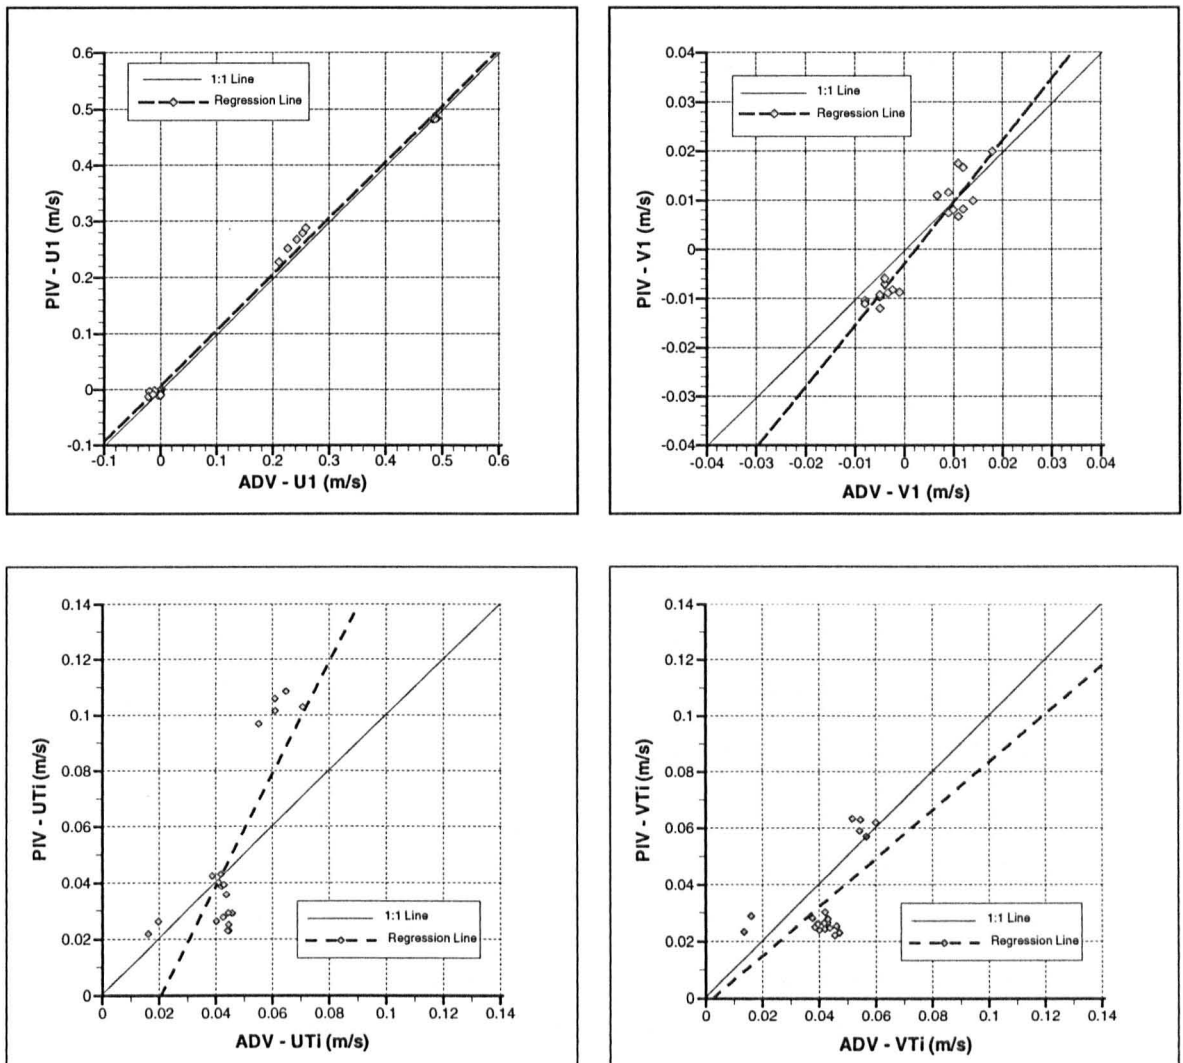 0.6
0.5
0.4
0.3
0.2
0.1
0
-0.1
PIV - U1 (m/s)
1:1 Line
Regression Line
-0.1 0 0.1 0.2 0.3 0.4 0.5 0.6
ADV - U1 (m/s)
0.04
0.03
0.02
0.01
0
-0.01
-0.02
-0.03
-0.04
PIV - V1 (m/s)
1:1 Line
Regression Line
-0.04 -0.03 -0.02 -0.01 0 0.01 0.02 0.03 0.04
ADV - V1 (m/s)
0.14
0.12
0.1
0.08
0.06
0.04
0.02
0
PIV - UTi (m/s)
1:1 Line
Regression Line
0 0.02 0.04 0.06 0.08 0.1 0.12 0.14
ADV - UTi (m/s)
0.14
0.12
0.1
0.08
0.06
0.04
0.02
0
PIV - VTi (m/s)
1:1 Line
Regression Line
0 0.02 0.04 0.06 0.08 0.1 0.12 0.14
ADV - VTi (m/s)